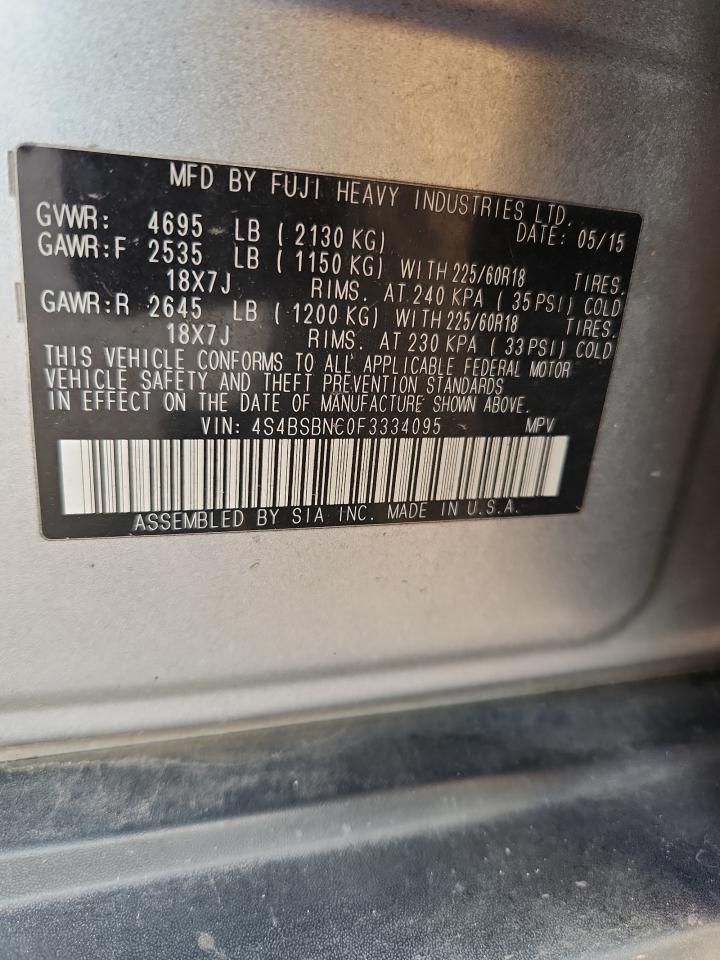 MFD BY FUJI HEAVY INDUSTRIES LTD.
DATE: 05/15
GVWR: 4695 LB ( 2130 KG)
GAWR:F 2535 LB ( 1150 KG) WITH 225/60R18 TIRES.
18X7J RIMS. AT 240 KPA ( 35 PSI) COLD
GAWR:R 2645 LB ( 1200 KG) WITH 225/60R18 TIRES.
18X7J RIMS. AT 230 KPA ( 33 PSI) COLD
THIS VEHICLE CONFORMS TO ALL APPLICABLE FEDERAL MOTOR
VEHICLE SAFETY AND THEFT PREVENTION STANDARDS
IN EFFECT ON THE DATE OF MANUFACTURE SHOWN ABOVE.
VIN: 4S4BSBNC0F3334095 MPV
ASSEMBLED BY SIA INC. MADE IN U.S.A.